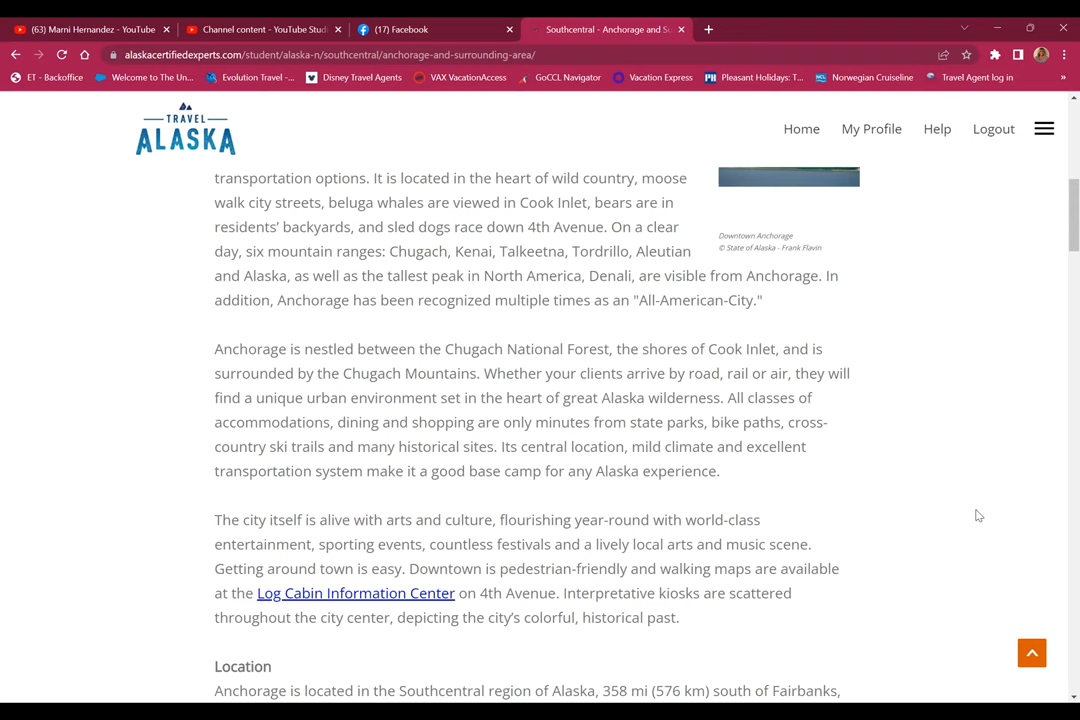 (63) Marni Hernandez - YouTube
Channel content - YouTube Studi
(17) Facebook
Southcentral - Anchorage and So
alaskacertifiedexperts.com/student/alaska-n/southcentral/anchorage-and-surrounding-area/
ET - Backoffice
Welcome to The Un...
Evolution Travel -...
Disney Travel Agents
VAX VacationAccess
GoCCL Navigator
Vacation Express
Pleasant Holidays: T...
Norwegian Cruiseline
Travel Agent log in
TRAVEL
ALASKA
Home
My Profile
Help
Logout
transportation options. It is located in the heart of wild country, moose
walk city streets, beluga whales are viewed in Cook Inlet, bears are in
residents' backyards, and sled dogs race down 4th Avenue. On a clear
day, six mountain ranges: Chugach, Kenai, Talkeetna, Tordrillo, Aleutian
and Alaska, as well as the tallest peak in North America, Denali, are visible from Anchorage. In
addition, Anchorage has been recognized multiple times as an "All-American-City."
Downtown Anchorage
© State of Alaska - Frank Flavin
Anchorage is nestled between the Chugach National Forest, the shores of Cook Inlet, and is
surrounded by the Chugach Mountains. Whether your clients arrive by road, rail or air, they will
find a unique urban environment set in the heart of great Alaska wilderness. All classes of
accommodations, dining and shopping are only minutes from state parks, bike paths, cross-
country ski trails and many historical sites. Its central location, mild climate and excellent
transportation system make it a good base camp for any Alaska experience.
The city itself is alive with arts and culture, flourishing year-round with world-class
entertainment, sporting events, countless festivals and a lively local arts and music scene.
Getting around town is easy. Downtown is pedestrian-friendly and walking maps are available
at the Log Cabin Information Center on 4th Avenue. Interpretative kiosks are scattered
throughout the city center, depicting the city's colorful, historical past.
Location
Anchorage is located in the Southcentral region of Alaska, 358 mi (576 km) south of Fairbanks,